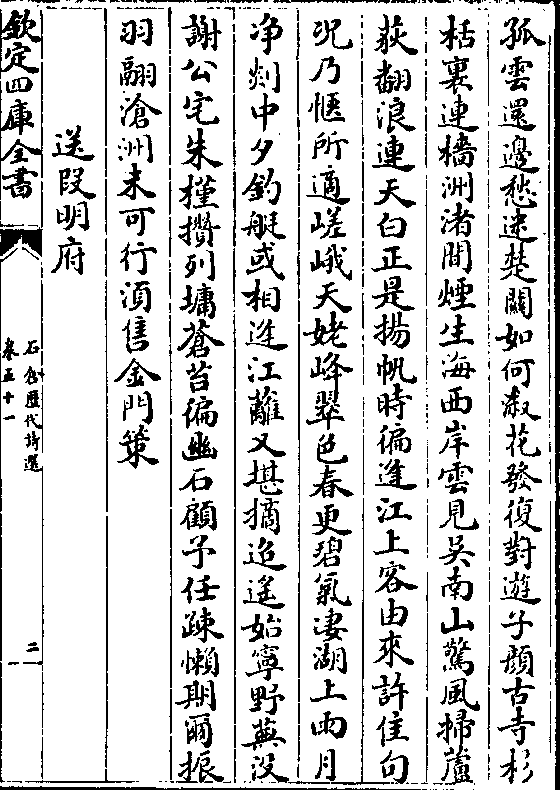 孤雲還邊愁迷楚關如何淑花發復對遊子顔古寺杉
栝裏連檣洲渚間煙生海西岸雲見吳南山驚風掃蘆
荻翻浪連天白正是揚帆時偏逢江上客由來許佳句
況乃愜所適嵯峨天姥峰翠色春更碧氣凄湖上雨月
净剡中夕釣艇或相逢江蘺又堪摘迢遥始寧野蕪没
謝公宅朱槿攅列墉蒼苔偏幽石顧予任疎懶期爾振
羽翮滄洲未可行須售金門策
送段明府
欽定四庫全書
石倉歷代詩選
卷五十一
二